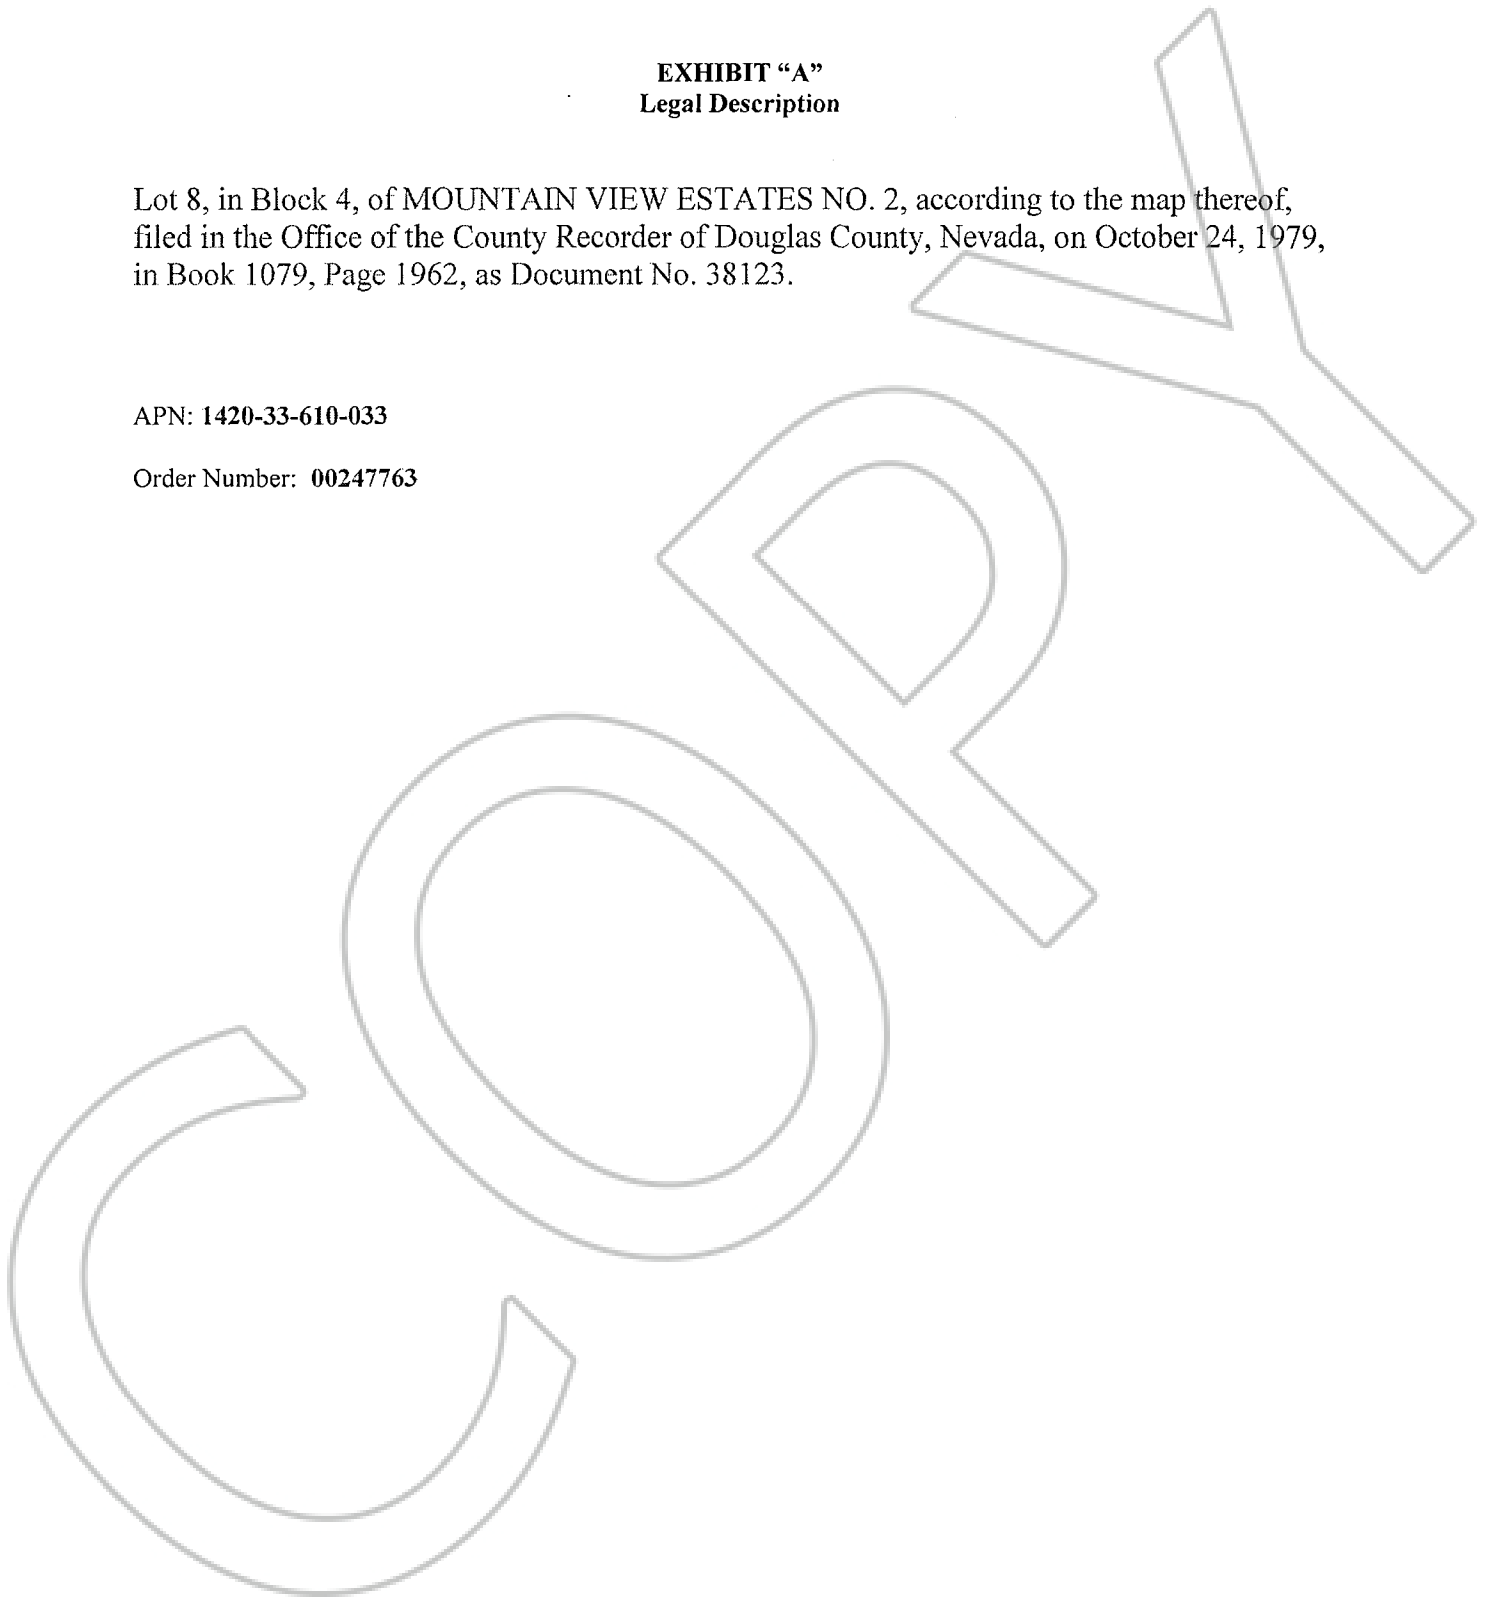 EXHIBIT “A”
Legal Description
Lot 8, in Block 4, of MOUNTAIN VIEW ESTATES NO. 2, according to the map thereof,
filed in the Office of the County Recorder of Douglas County, Nevada, on October 24, 1979,
in Book 1079, Page 1962, as Document No. 38123.
APN: 1420-33-610-033
Order Number: 00247763
COPY